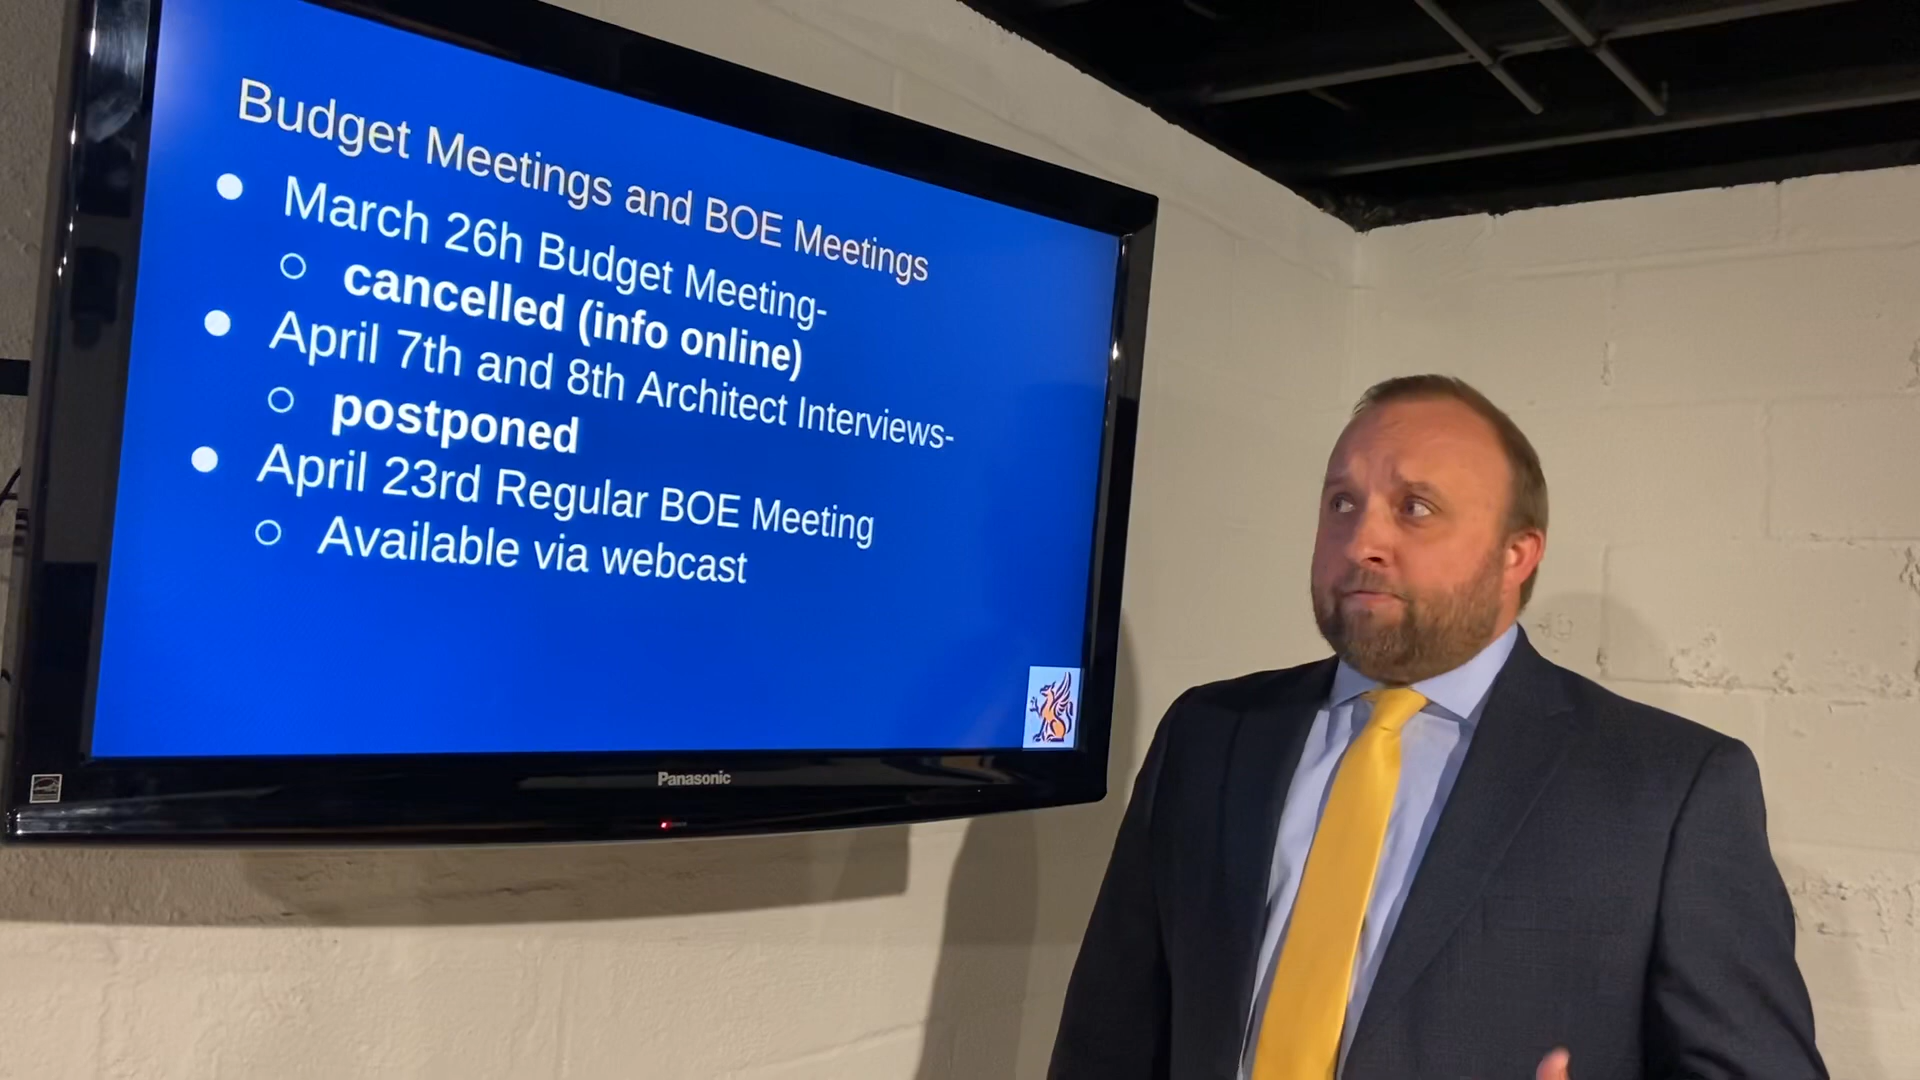 Budget Meetings and BOE Meetings
● March 26h Budget Meeting-
○ cancelled (info online)
● April 7th and 8th Architect Interviews-
○ postponed
● April 23rd Regular BOE Meeting
○ Available via webcast
Panasonic